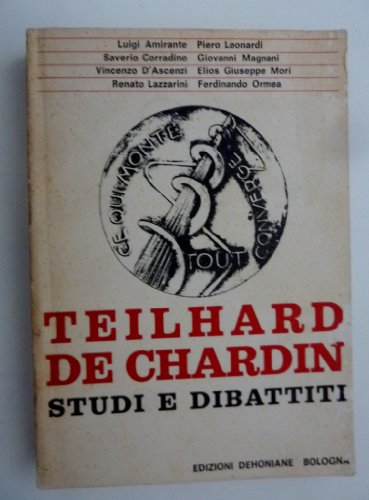 Luigi Amirante Piero Leonardi
Saverio Corradino Giovanni Magnani
Vincenzo D'Ascenzi Elios Giuseppe Mori
Renato Lazzarini Ferdinando Ormea
TOUT CE QUI MONTE CONVERGE
TEILHARD
DE CHARDIN
STUDI E DIBATTITI
EDIZIONI DEHONIANE BOLOGNA